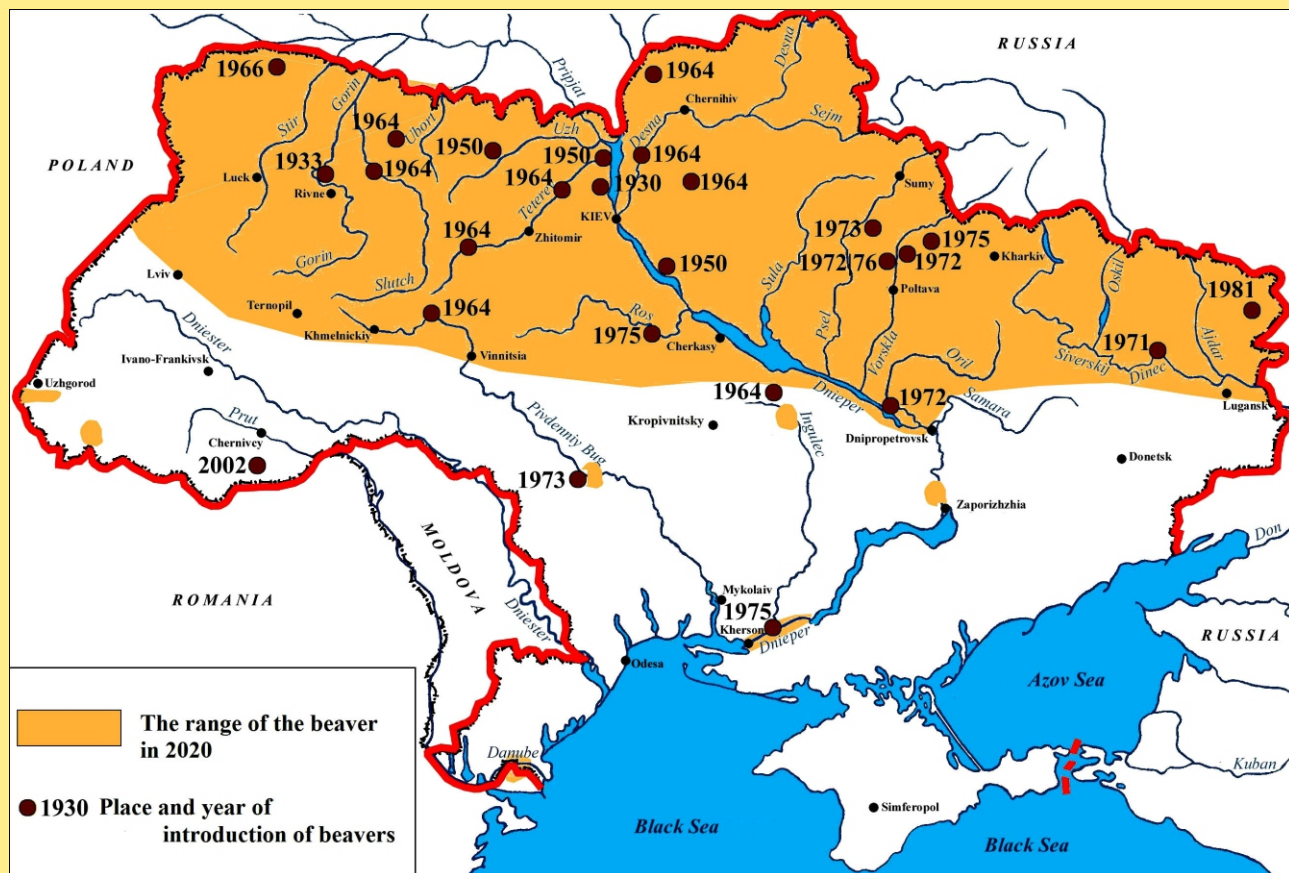 RUSSIA
Desna
1964
Pripjat
1966
Gorin
Chernihiv
Stir
1964
Ubort
Uzh
Desna
Sejm
POLAND
1950
1950
1964
1933
1964
Luck
1964
1930
1964
Sumy
Rivne
Teterev
KIEV
Zhitomir
1973
1964
1975
Gorin
1972
1972
76
Kharkiv
Lviv
1950
Sula
Oskil
Slutch
Poltava
1981
Ternopil
1964
Ros
Psel
Ajdar
Dniester
Khmelnickiy
1975
Cherkasy
Vorskla
1971
Vinnitsia
Oril
Siverskij
Dinec
Ivano-Frankivsk
Uzhgorod
1964
Dnieper
1972
Samara
Lugansk
Prut
Pivdenniy Bug
Kropivnitsky
Ingulec
Dnipropetrovsk
Chernivcy
2002
1973
Donetsk
Zaporizhzhia
MOLDOVA
Don
ROMANIA
Mykolaiv
1975
Dniester
Kherson
Dnieper
RUSSIA
Odesa
Azov Sea
The range of the beaver
in 2020
Danube
Kuban
1930 Place and year of
introduction of beavers
Simferopol
Black Sea
Black Sea